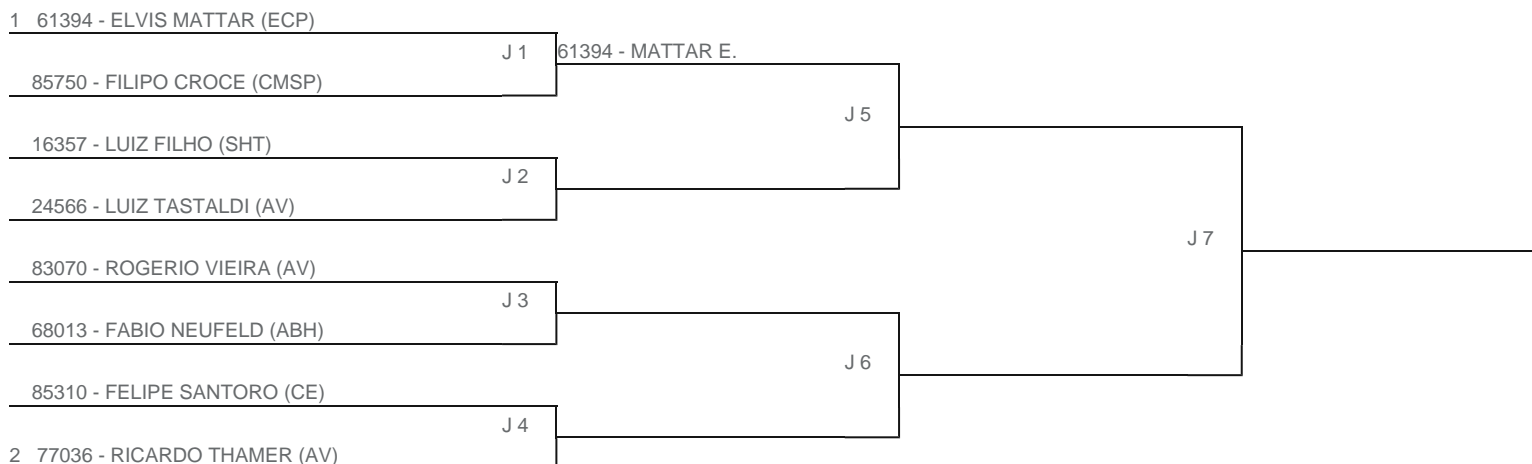 1 61394 - ELVIS MATTAR (ECP)
J 1
61394 - MATTAR E.
85750 - FILIPO CROCE (CMSP)
J 5
16357 - LUIZ FILHO (SHT)
J 2
24566 - LUIZ TASTALDI (AV)
J 7
83070 - ROGERIO VIEIRA (AV)
J 3
68013 - FABIO NEUFELD (ABH)
J 6
85310 - FELIPE SANTORO (CE)
J 4
2 77036 - RICARDO THAMER (AV)